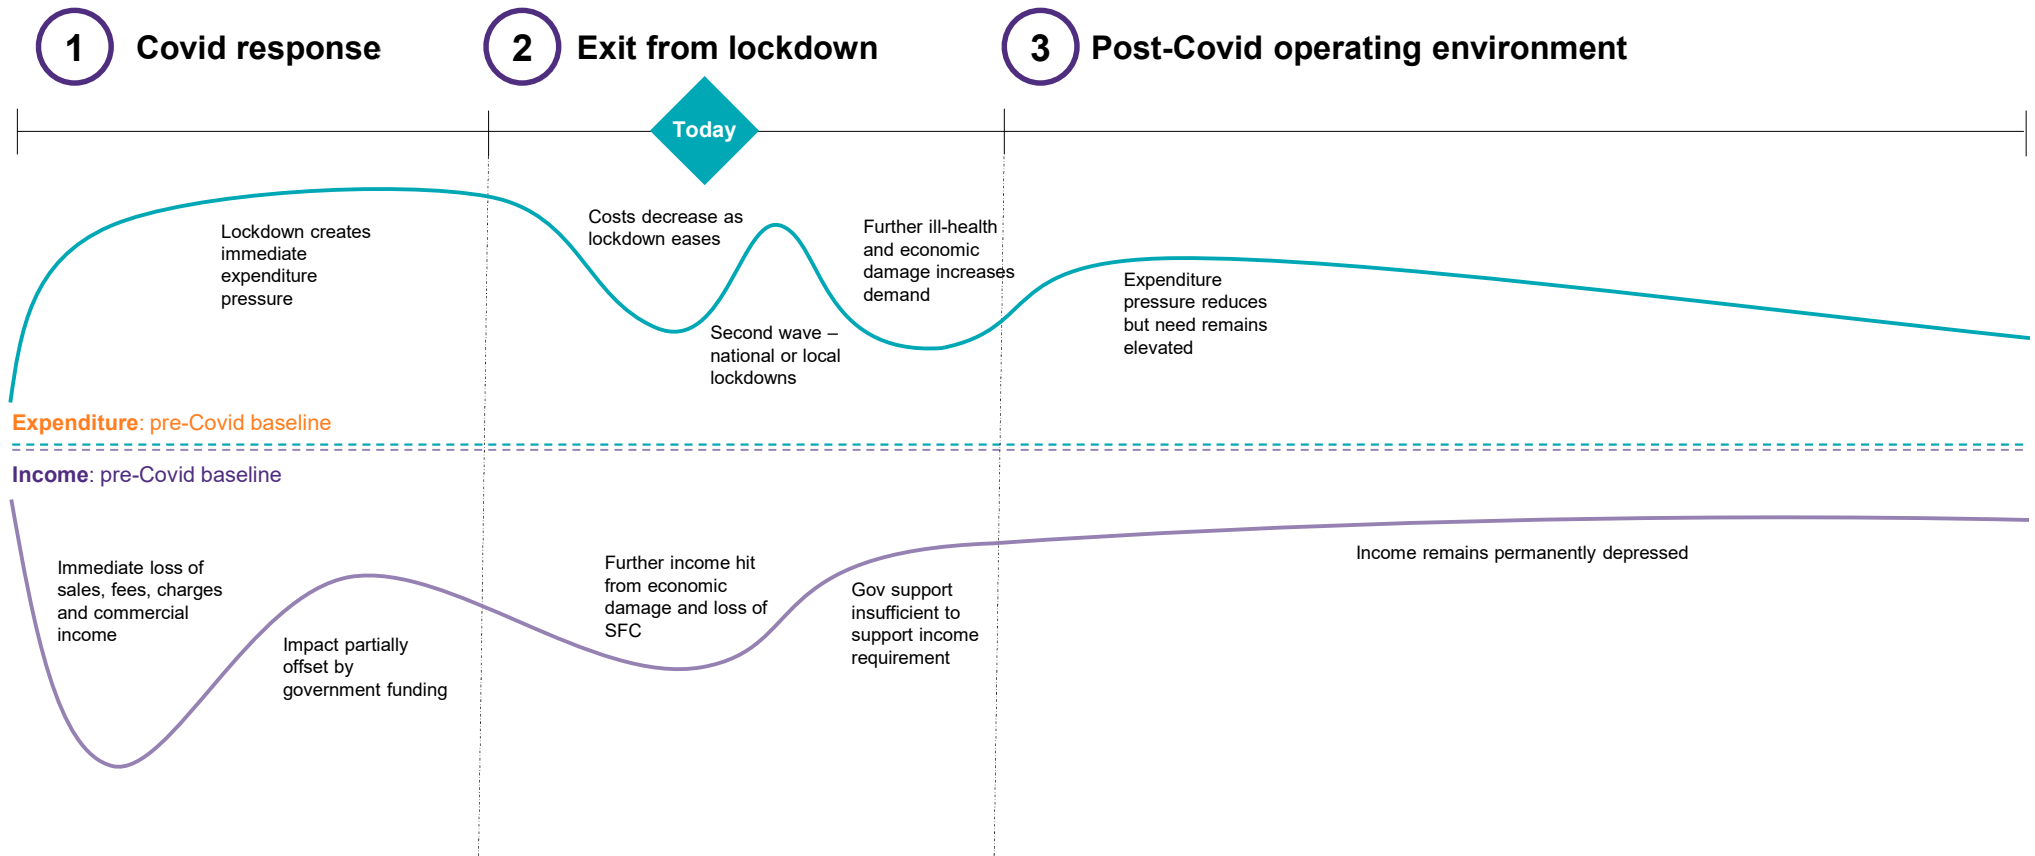 1 Covid response
2 Exit from lockdown
3 Post-Covid operating environment
Today
Lockdown creates
immediate
expenditure
pressure
Costs decrease as
lockdown eases
Second wave –
national or local
lockdowns
Further ill-health
and economic
damage increases
demand
Expenditure
pressure reduces
but need remains
elevated
Expenditure: pre-Covid baseline
Income: pre-Covid baseline
Immediate loss of
sales, fees, charges
and commercial
income
Impact partially
offset by
government funding
Further income hit
from economic
damage and loss of
SFC
Gov support
insufficient to
support income
requirement
Income remains permanently depressed